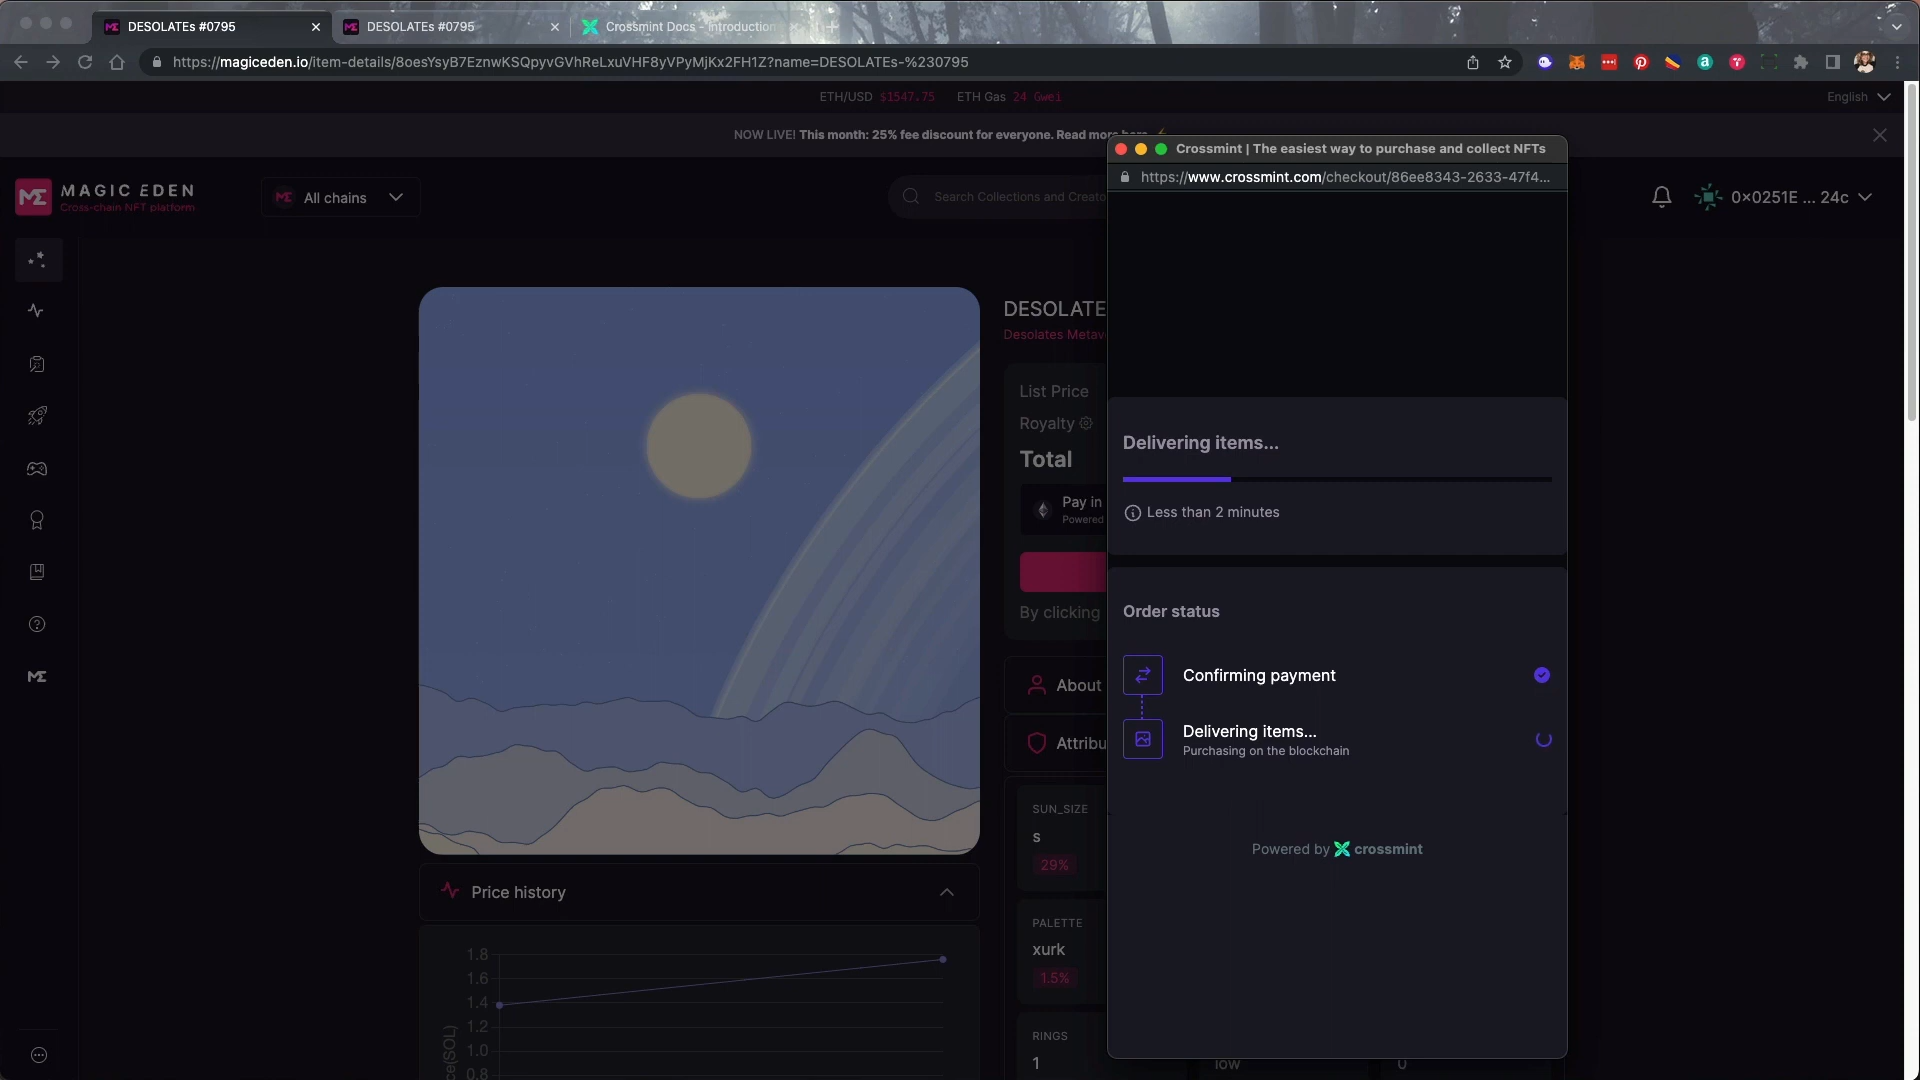 DESOLATEs #0795
DESOLATEs #0795
Crossmint Docs - Introduction
https://magiceden.io/item-details/8oesYsyB7EznwKSQpyvGVhReLxuVHF8yVPyMjKx2FH1Z?name=DESOLATEs-%230795
ETH/USD $1547.75 ETH Gas 24 Gwei
English
NOW LIVE! This month: 25% fee discount for everyone. Read more here
Crossmint | The easiest way to purchase and collect NFTs
https://www.crossmint.com/checkout/86ee8343-2633-47f4...
MAGIC EDEN
Cross-chain NFT platform
All chains
Search Collections and Creato
0x0251E ... 24c
DESOLATE
Desolates Metav
List Price
Royalty
Total
Pay in
Powered
By clicking
About
Attribu
SUN_SIZE
s
29%
PALETTE
xurk
1.5%
RINGS
1
low
0
Delivering items...
Less than 2 minutes
Order status
Confirming payment
Delivering items...
Purchasing on the blockchain
Powered by crossmint
Price history
1.8
1.6
1.4
1.2
1.0
0.8
ce(SOL)